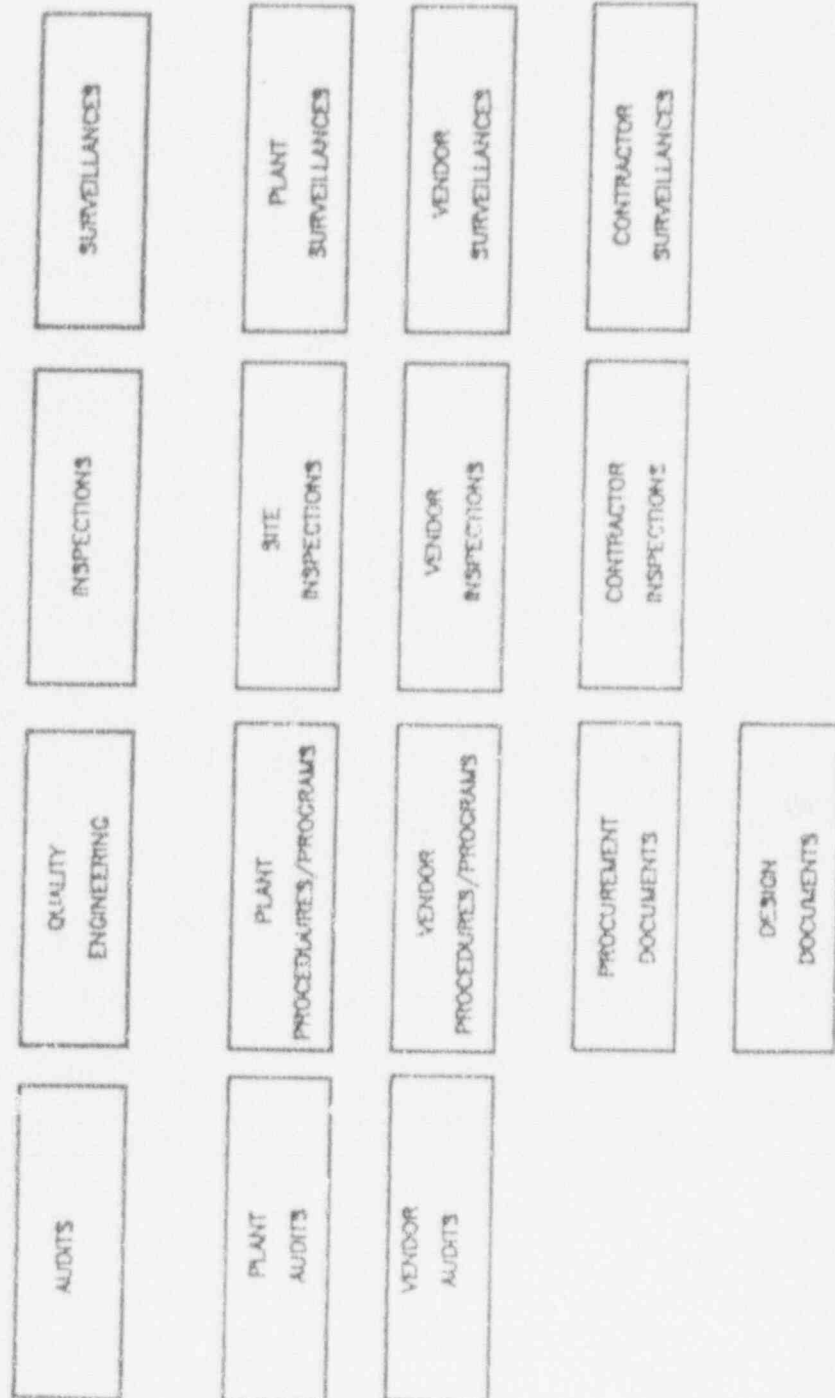 AUDITS
QUALITY
ENGINEERING
INSPECTIONS
SURVEILLANCES
PLANT
AUDITS
PLANT
PROCEDURES/PROGRAMS
SITE
INSPECTIONS
PLANT
SURVEILLANCES
VENDOR
AUDITS
VENDOR
PROCEDURES/PROGRAMS
VENDOR
INSPECTIONS
VENDOR
SURVEILLANCES
PROCUREMENT
DOCUMENTS
CONTRACTOR
INSPECTIONS
CONTRACTOR
SURVEILLANCES
DESIGN
DOCUMENTS